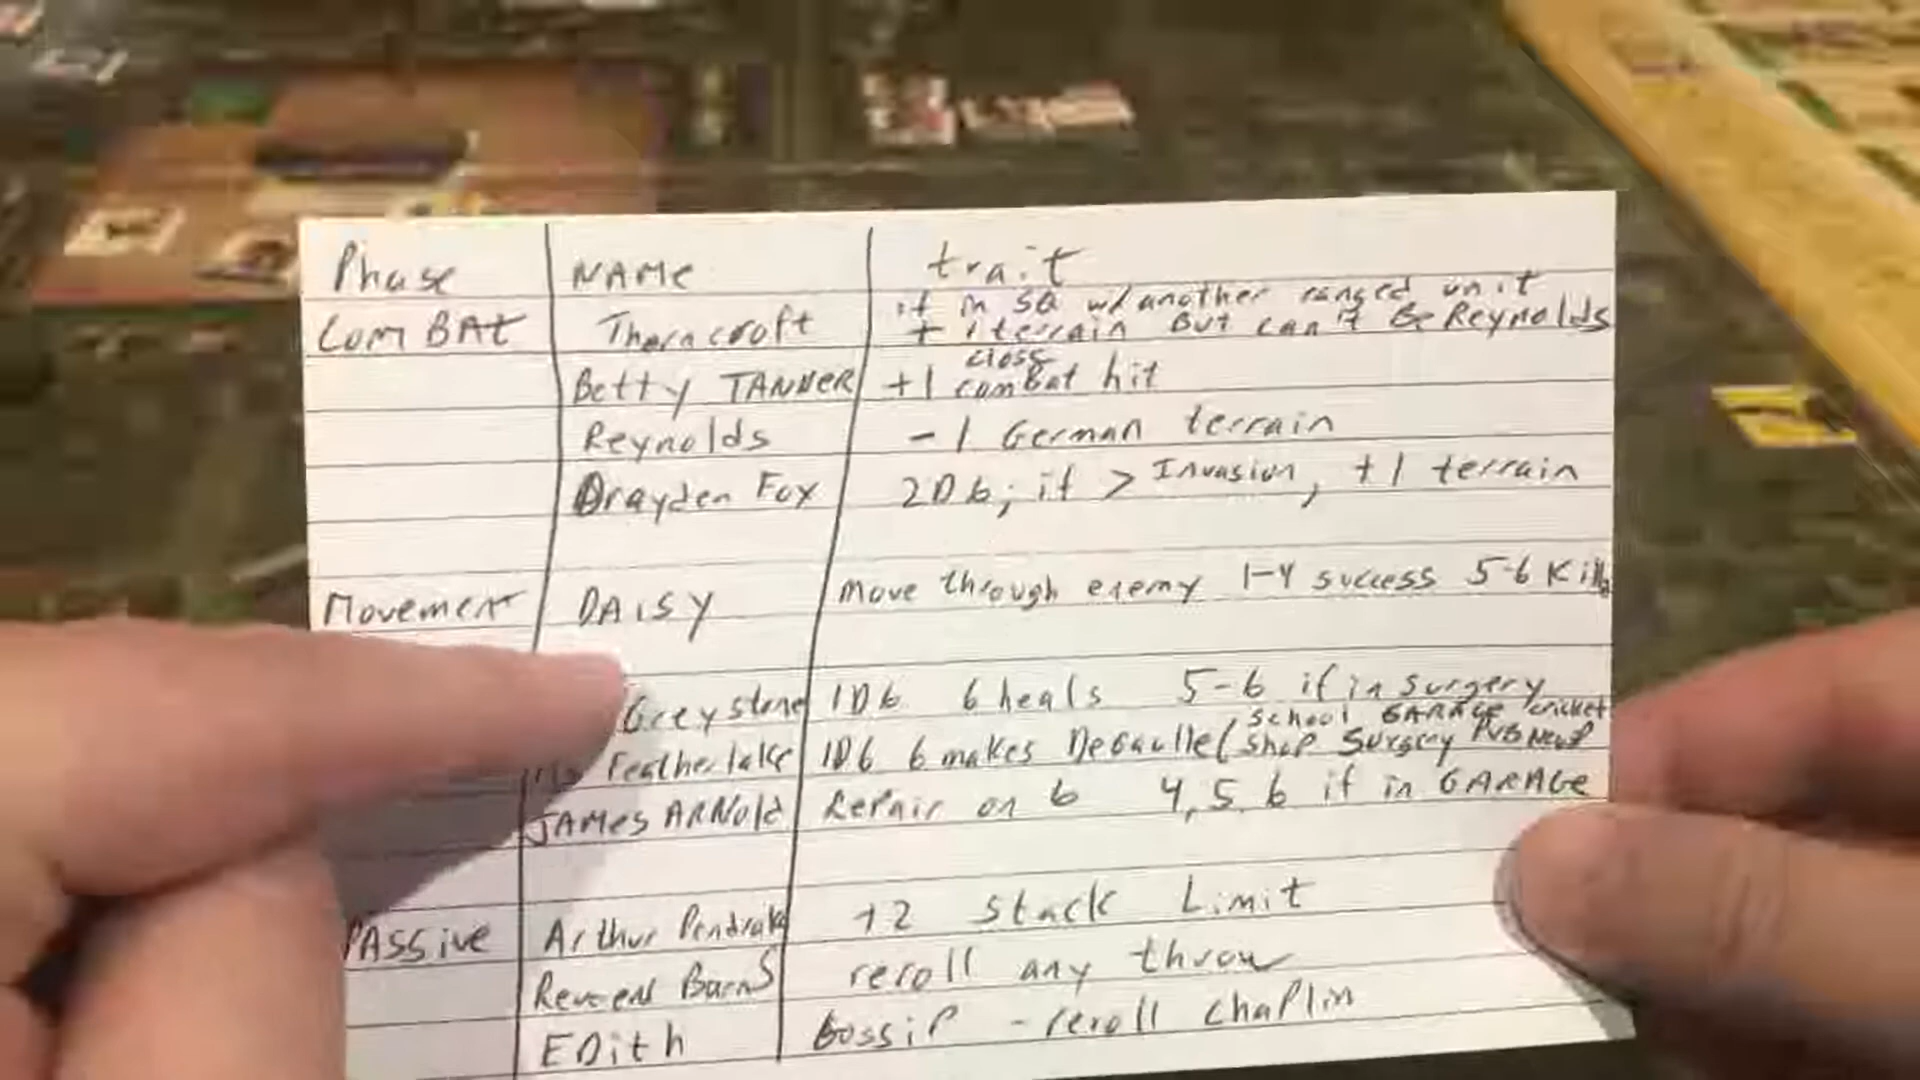 Phase NAME trait
COMBAT Thorncroft if in SQ w/another ranged unit
+ 1 terrain But can't Be Reynolds
Betty TANNER +1 close combat hit
Reynolds -1 German terrain
Drayden Fox 2D6; if > Invasion, +1 terrain
Movement DAISY move through enemy 1-4 success 5-6 Kills
Greystone 1D6 6 heals 5-6 if in surgery
Featherlake 1D6 6 makes DeGaulle (school GARAGE cricket
shop Surgery PUB
JAMES ARNOld Repair on 6 4,5 6 if in GARAGE
PASSive Arthur Pendrake +2 stack Limit
Barns reroll any throw
EDith Gossip - reroll chaplin